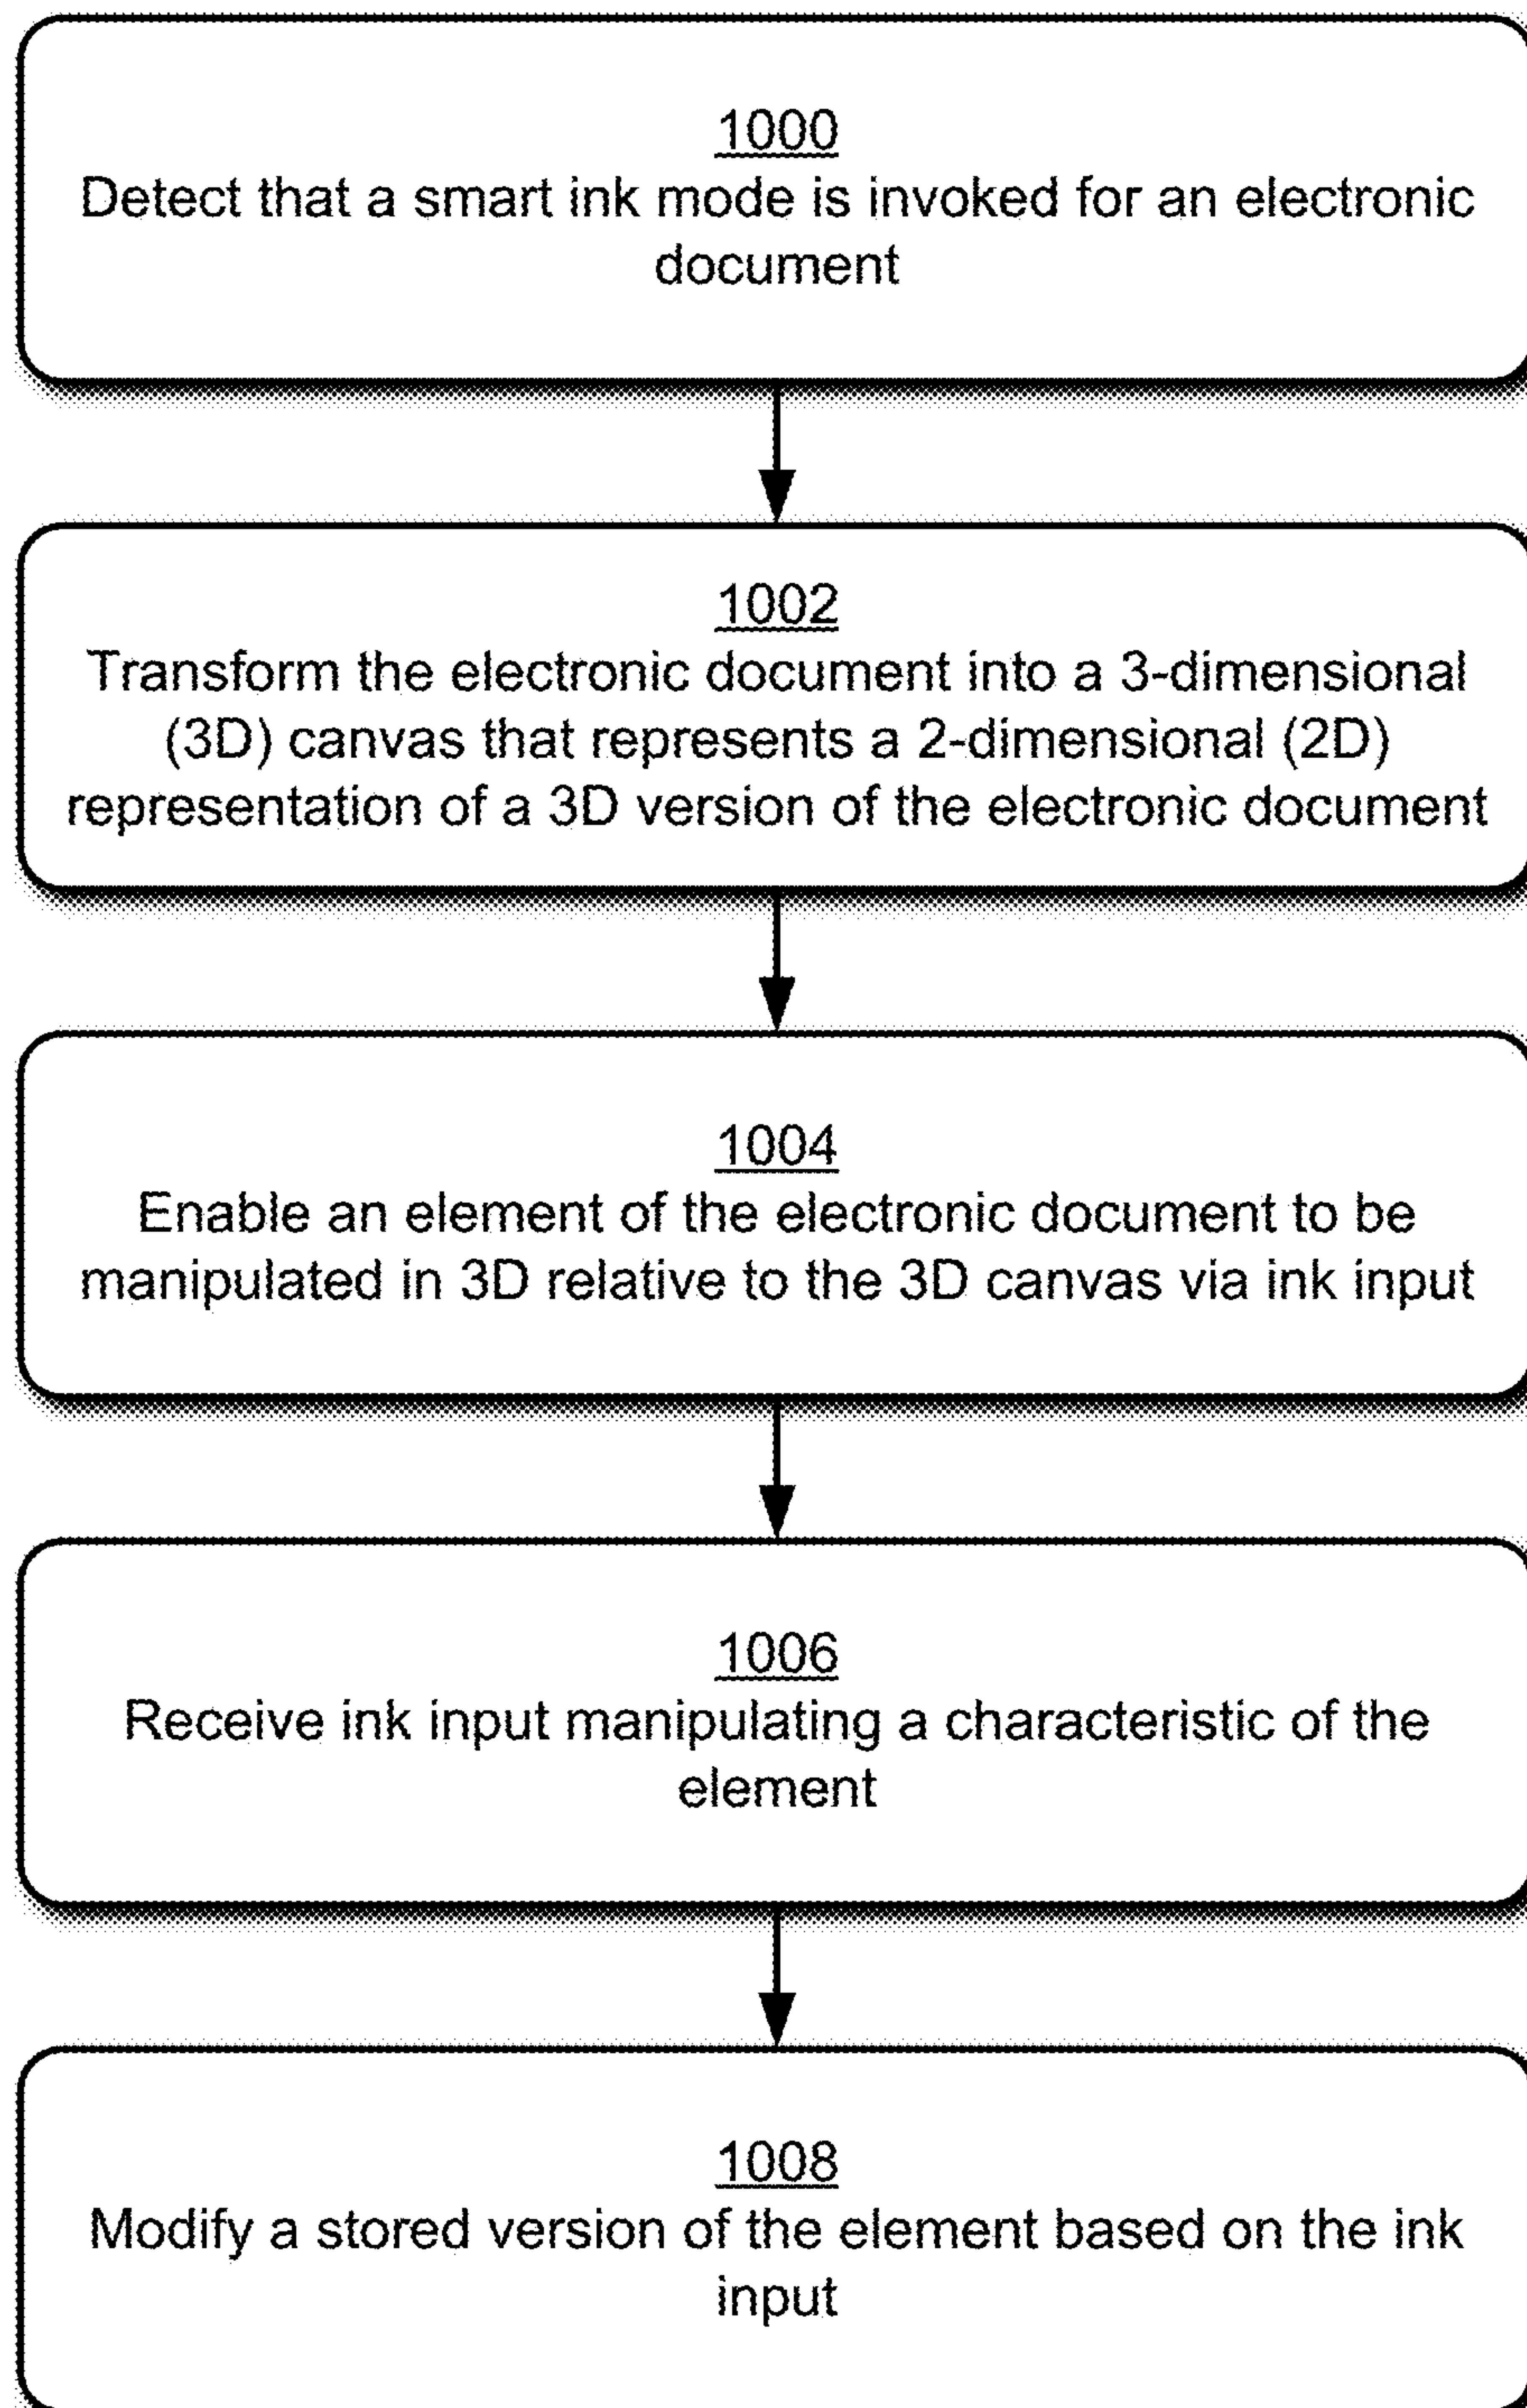 1000
Detect that a smart ink mode is invoked for an electronic
document
1002
Transform the electronic document into a 3-dimensional
(3D) canvas that represents a 2-dimensional (2D)
representation of a 3D version of the electronic document
1004
Enable an element of the electronic document to be
manipulated in 3D relative to the 3D canvas via ink input
1006
Receive ink input manipulating a characteristic of the
element
1008
Modify a stored version of the element based on the ink
input